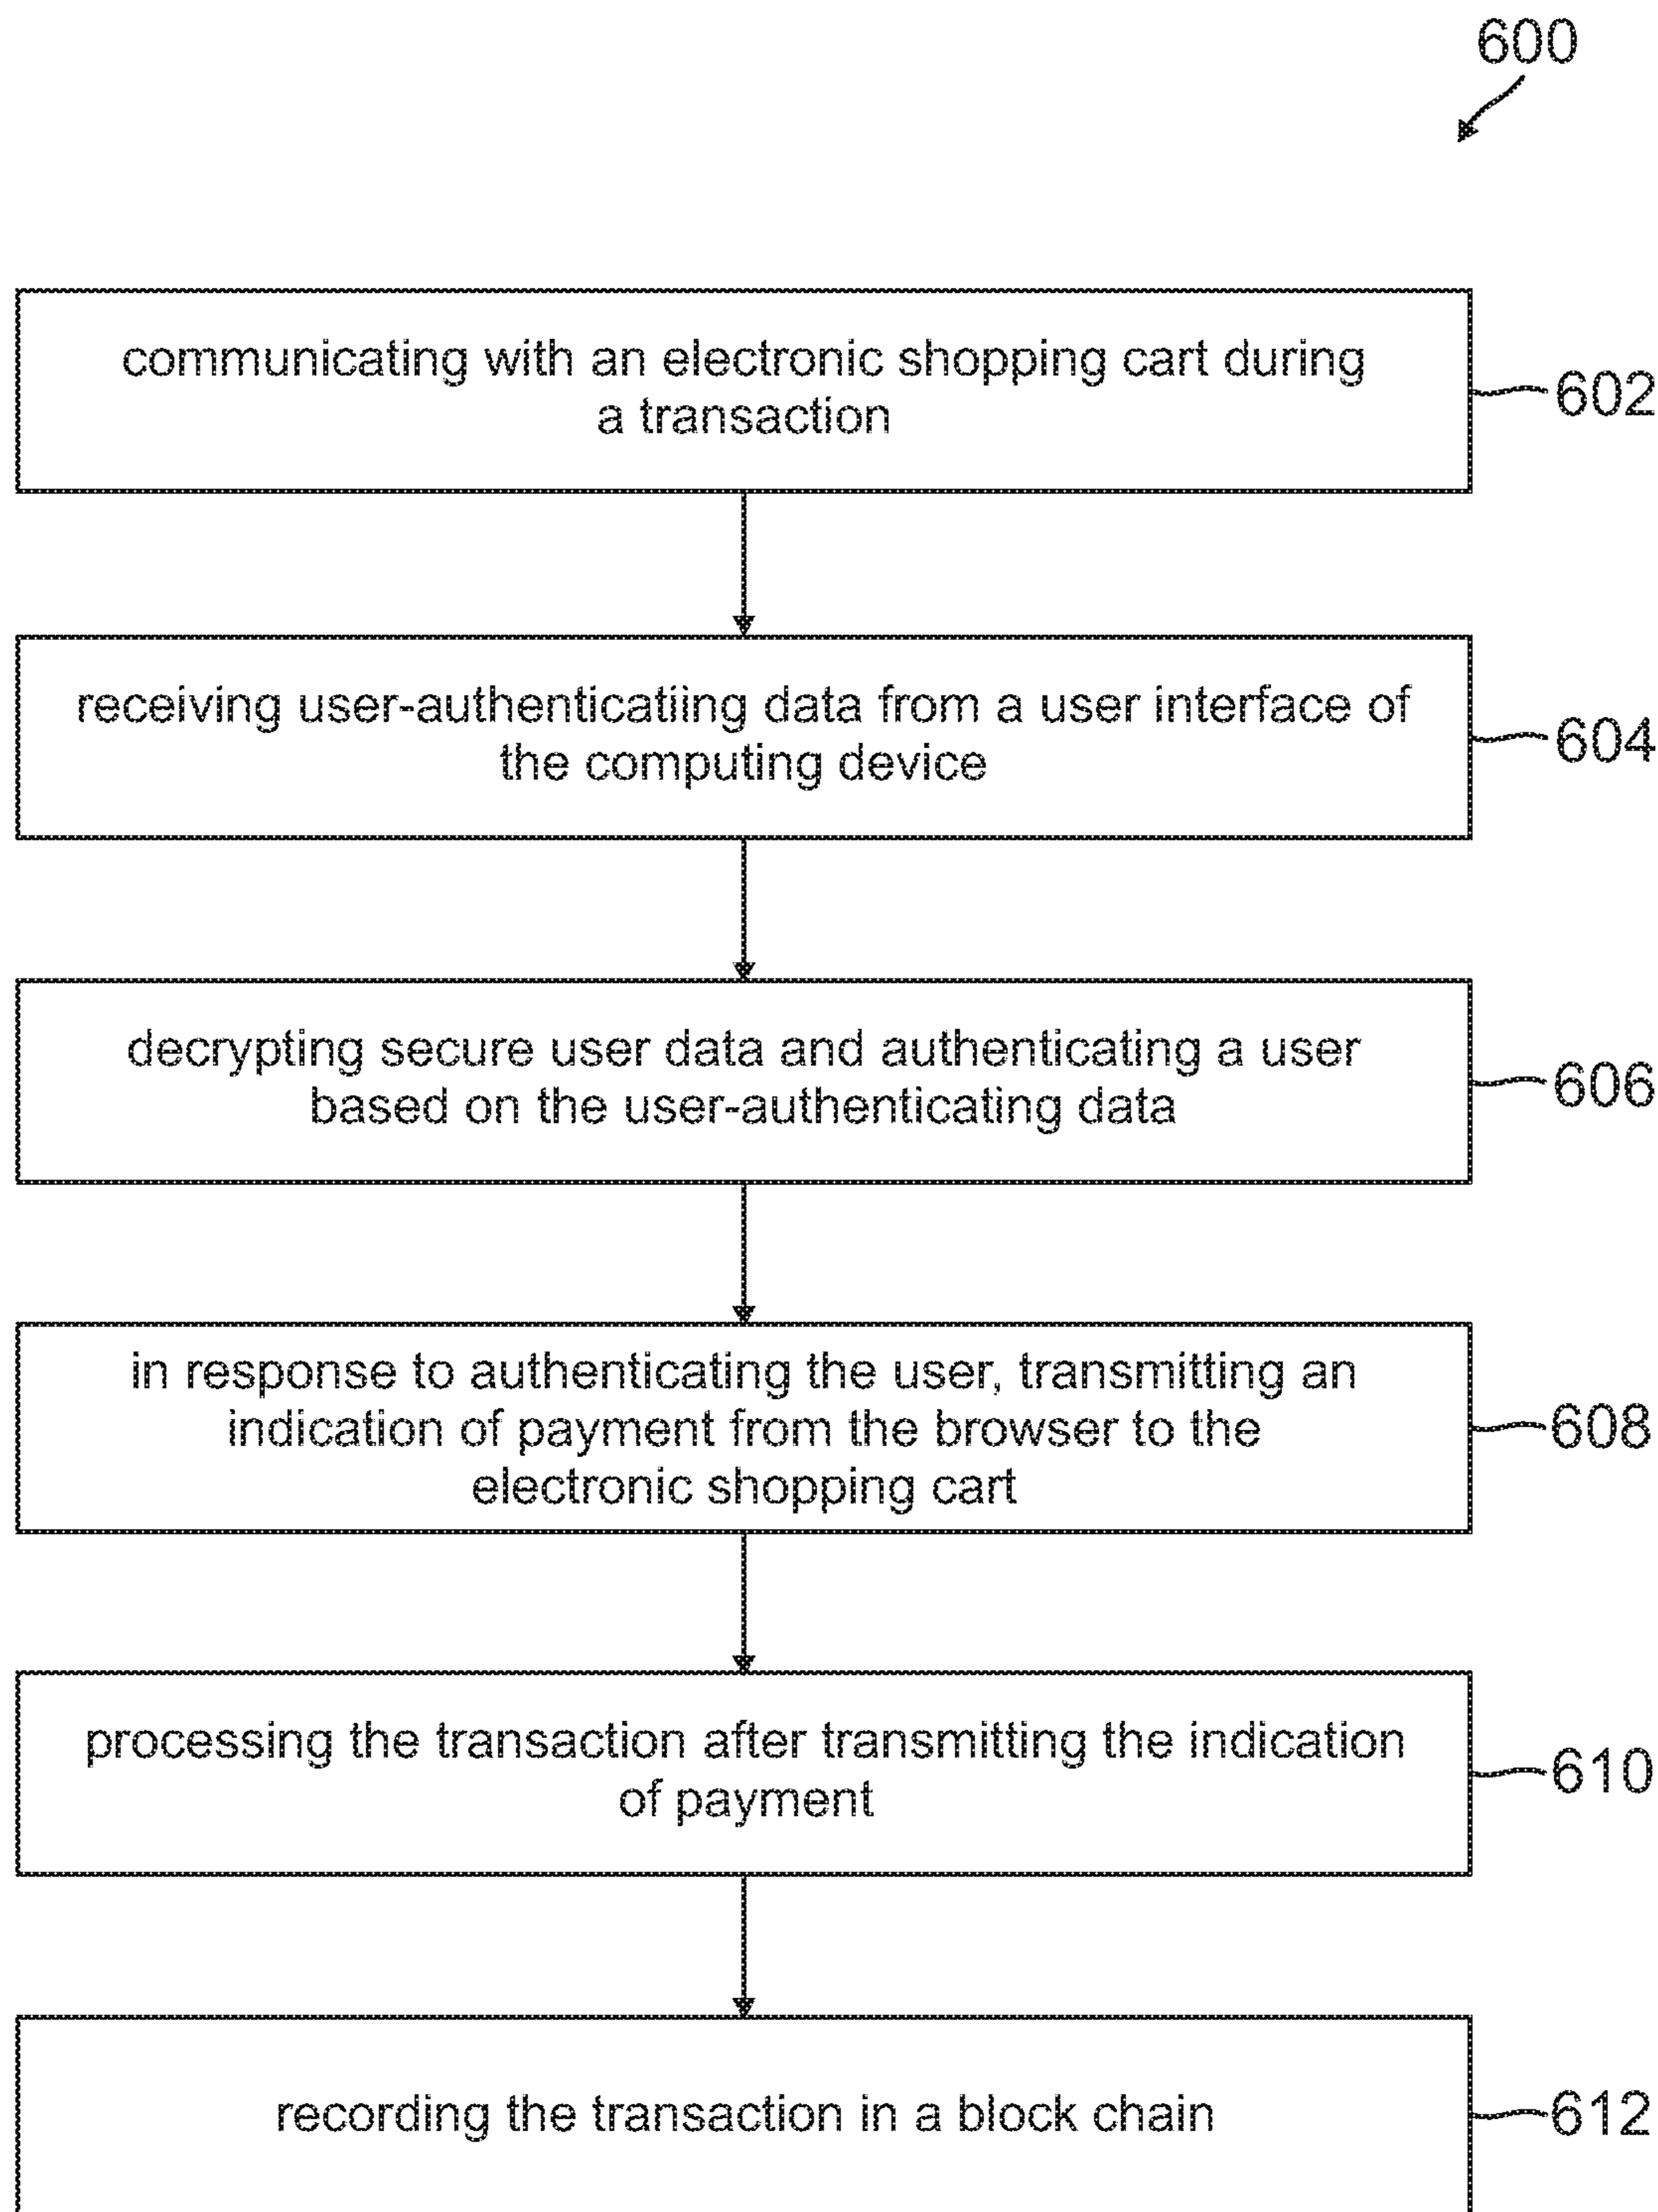 600
communicating with an electronic shopping cart during
a transaction
602
receiving user-authenticatiing data from a user interface of
the computing device
604
decrypting secure user data and authenticating a user
based on the user-authenticating data
606
in response to authenticating the user, transmitting an
indication of payment from the browser to the
electronic shopping cart
608
processing the transaction after transmitting the indication
of payment
610
recording the transaction in a block chain
612